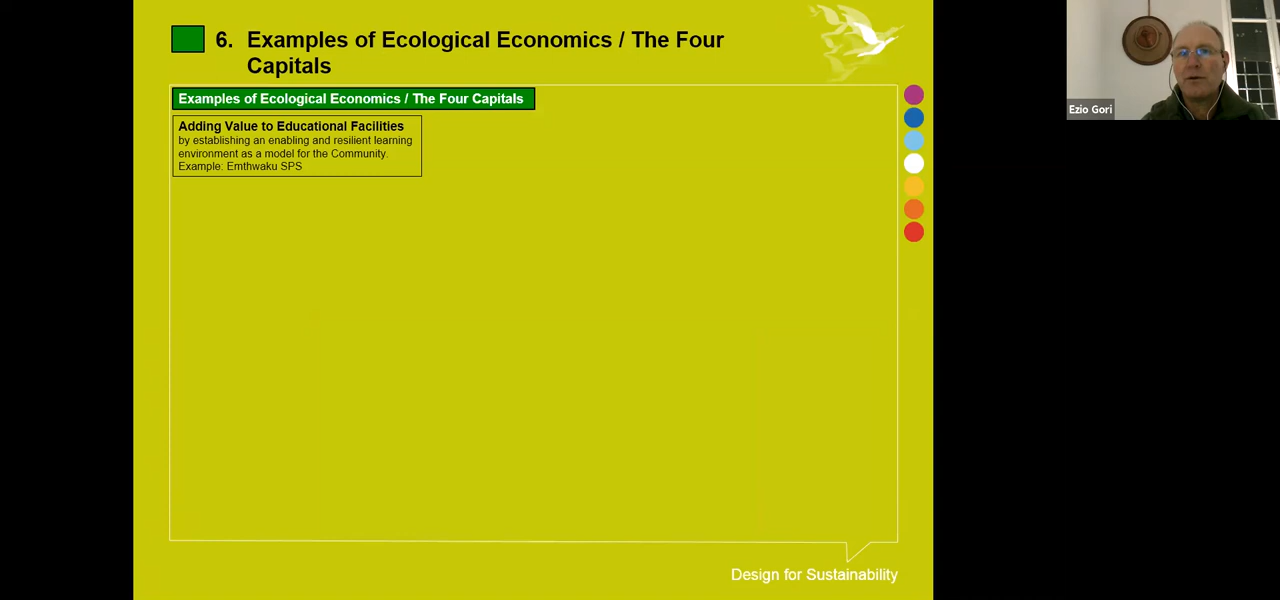 6. Examples of Ecological Economics / The Four
Capitals
Examples of Ecological Economics / The Four Capitals
Adding Value to Educational Facilities
by establishing an enabling and resilient learning
environment as a model for the Community.
Example: Emthwaku SPS
Design for Sustainability
Ezio Gori